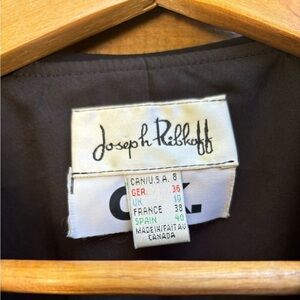 Joseph Ribkoff
CAN/U.S.A. 8
GER. 36
UK 10
FRANCE 38
SPAIN 40
MADE IN/FAIT AU
CANADA